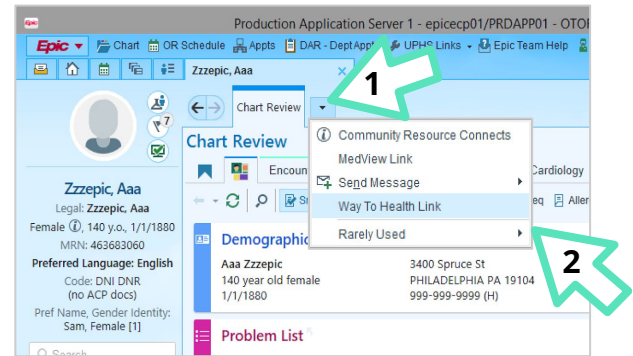 Epic
Production Application Server 1 - epicecp01/PRDAPP01 - OTO
Epic Chart OR Schedule Appts DAR - Dept Appt UPHS Links Epic Team Help
Zzzepic, Aaa
1
7
Chart Review
Chart Review
Encoun
Cardiology
Aller
Community Resource Connects
MedView Link
Send Message
Way To Health Link
Rarely Used
2
Zzzepic, Aaa
Legal: Zzzepic, Aaa
Female, 140 y.o., 1/1/1880
MRN: 463683060
Preferred Language: English
Code: DNI DNR
(no ACP docs)
Pref Name, Gender Identity:
Sam, Female [1]
Search
Demographic
Aaa Zzzepic
140 year old female
1/1/1880
3400 Spruce St
PHILADELPHIA PA 19104
999-999-9999 (H)
Problem List